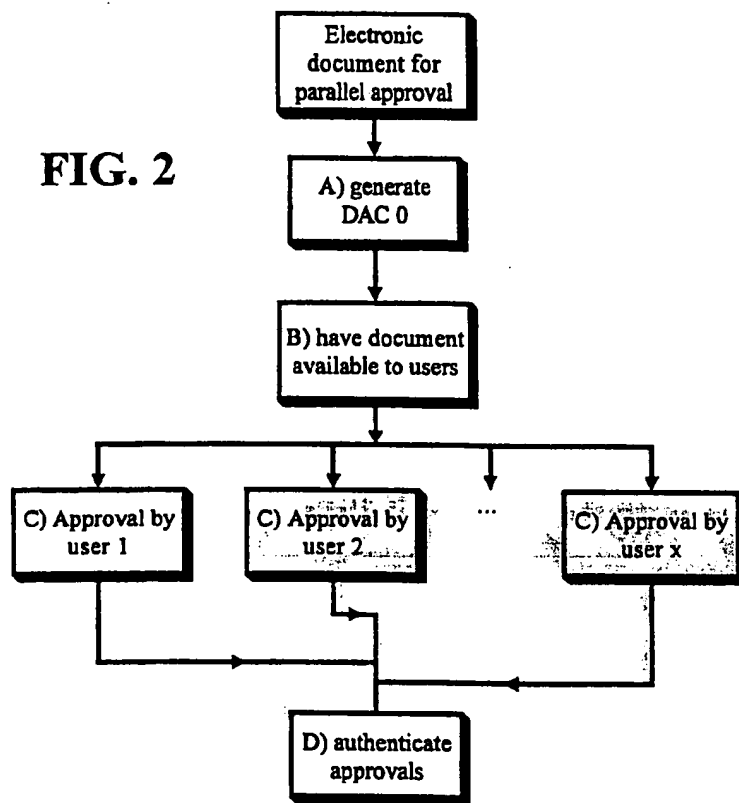 Electronic
document for
parallel approval
FIG. 2
A) generate
DAC 0
B) have document
available to users
C) Approval by
user 1
C) Approval by
user 2
...
C) Approval by
user x
D) authenticate
approvals